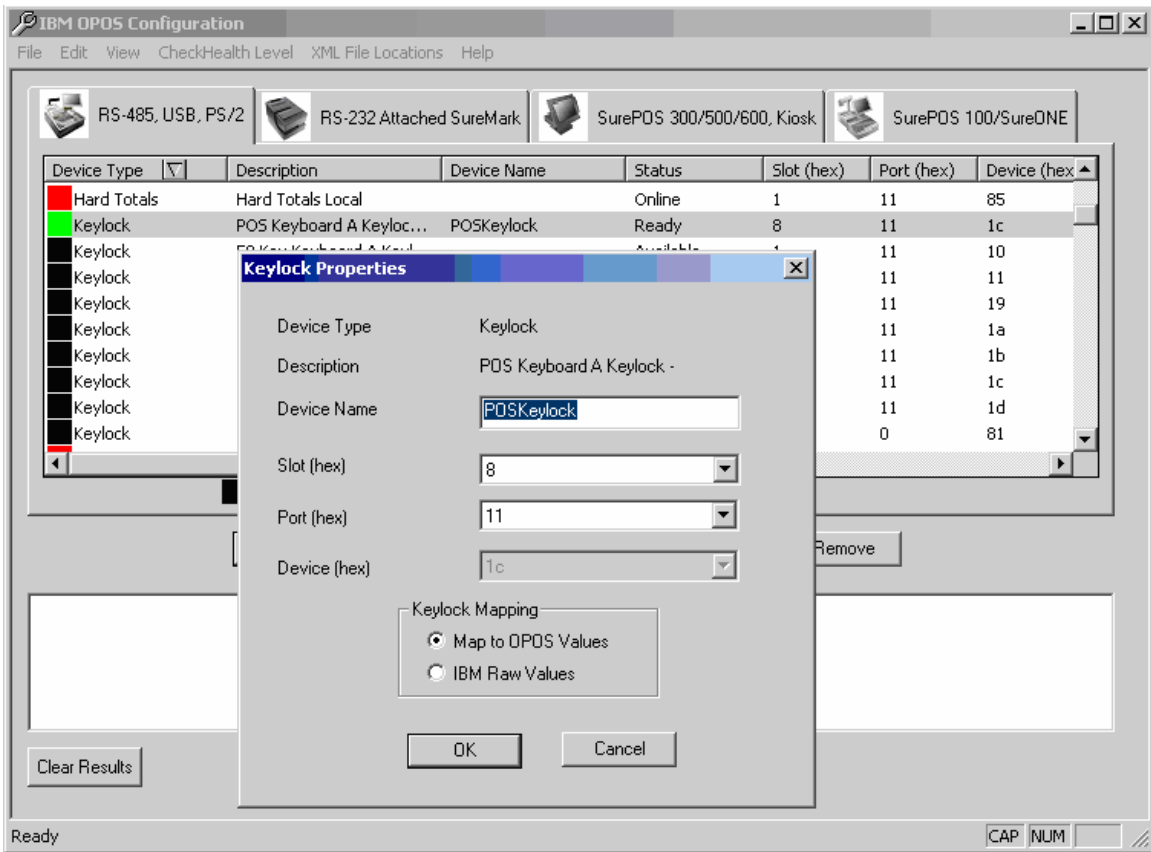 IBM OPOS Configuration
File Edit View CheckHealth Level XML File Locations Help
RS-485, USB, PS/2 RS-232 Attached SureMark SurePOS 300/500/600, Kiosk SurePOS 100/SureONE
Device Type Description Device Name Status Slot (hex) Port (hex) Device (hex
Hard Totals Hard Totals Local Online 1 11 85
Keylock POS Keyboard A Keyloc... POSKeylock Ready 8 11 1c
Keylock Available 1 11 10
Keylock 11 11
Keylock 11 19
Keylock 11 1a
Keylock 11 1b
Keylock 11 1c
Keylock 11 1d
Keylock 0 81
Keylock Properties
Device Type Keylock
Description POS Keyboard A Keylock -
Device Name POSKeylock
Slot (hex) 8
Port (hex) 11
Device (hex) 1c
Keylock Mapping
Map to OPOS Values
IBM Raw Values
OK Cancel
Remove
Clear Results
Ready CAP NUM